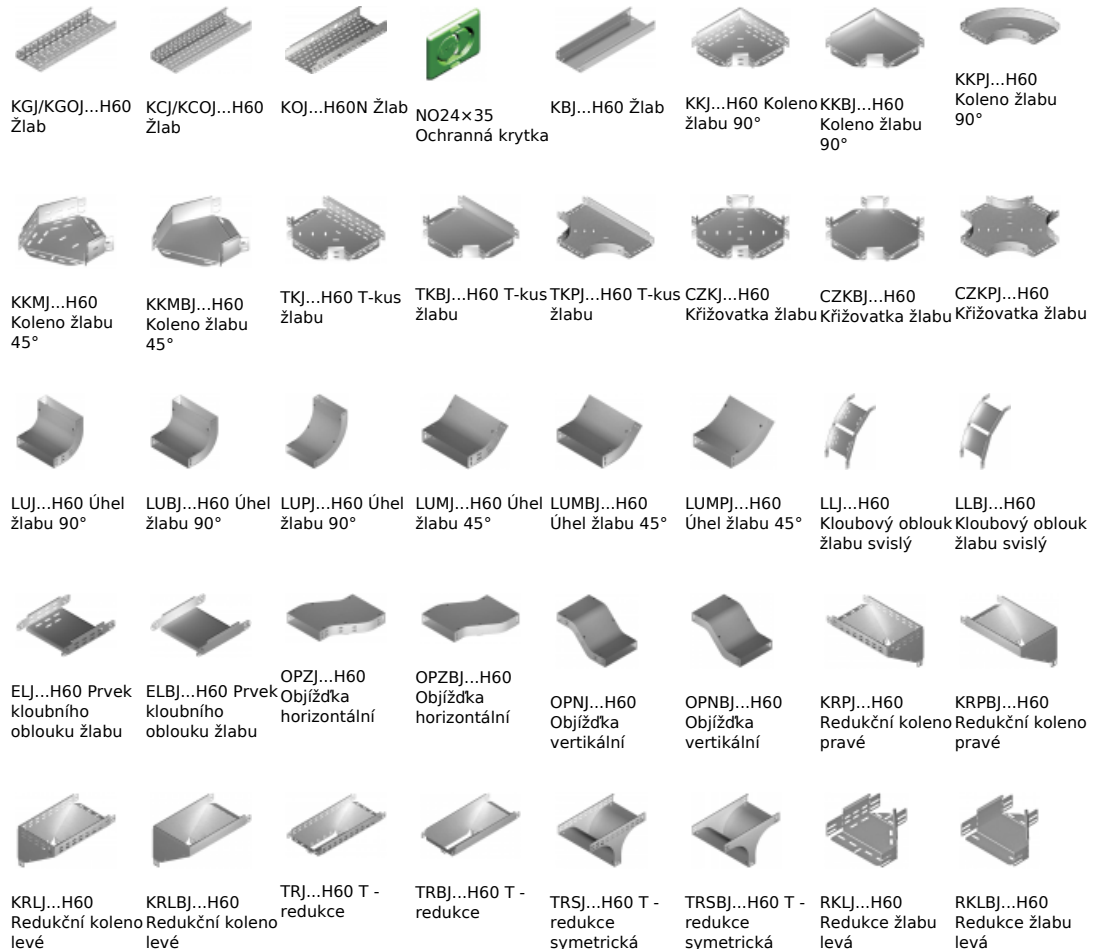 KGJ/KGOJ...H60
Žlab
KCJ/KCOJ...H60
Žlab
KOJ...H60N Žlab
NO24×35
Ochranná krytka
KBJ...H60 Žlab
KKJ...H60 Koleno
žlabu 90°
KKBJ...H60
Koleno žlabu
90°
KKPJ...H60
Koleno žlabu
90°
KKMJ...H60
Koleno žlabu
45°
KKMBJ...H60
Koleno žlabu
45°
TKJ...H60 T-kus
žlabu
TKBJ...H60 T-kus
žlabu
TKPJ...H60 T-kus
žlabu
CZKJ...H60
Křižovatka žlabu
CZKBJ...H60
Křižovatka žlabu
CZKPJ...H60
Křižovatka žlabu
LUJ...H60 Úhel
žlabu 90°
LUBJ...H60 Úhel
žlabu 90°
LUPJ...H60 Úhel
žlabu 90°
LUMJ...H60 Úhel
žlabu 45°
LUMBJ...H60
Úhel žlabu 45°
LUMPJ...H60
Úhel žlabu 45°
LLJ...H60
Kloubový oblouk
žlabu svislý
LLBJ...H60
Kloubový oblouk
žlabu svislý
ELJ...H60 Prvek
kloubního
oblouku žlabu
ELBJ...H60 Prvek
kloubního
oblouku žlabu
OPZJ...H60
Objížďka
horizontální
OPZBJ...H60
Objížďka
horizontální
OPNJ...H60
Objížďka
vertikální
OPNBJ...H60
Objížďka
vertikální
KRPJ...H60
Redukční koleno
pravé
KRPBJ...H60
Redukční koleno
pravé
KRLJ...H60
Redukční koleno
levé
KRLBJ...H60
Redukční koleno
levé
TRJ...H60 T -
redukce
TRBJ...H60 T -
redukce
TRSJ...H60 T -
redukce
symetrická
TRSBJ...H60 T -
redukce
symetrická
RKLJ...H60
Redukce žlabu
levá
RKLBJ...H60
Redukce žlabu
levá